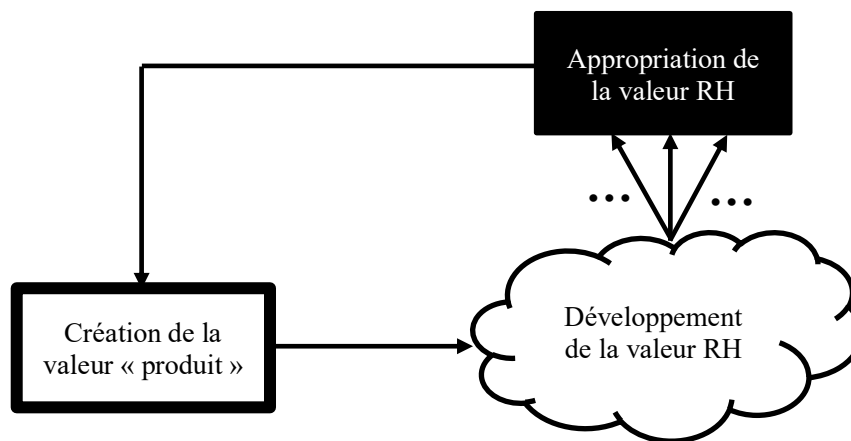 Appropriation de
la valeur RH
... ...
Création de la
valeur « produit »
Développement
de la valeur RH